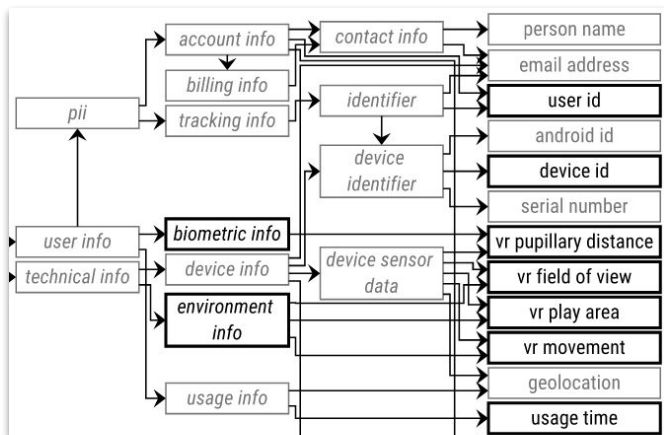 account info
contact info
person name
email address
billing info
pii
tracking info
identifier
user id
android id
device
identifier
device id
serial number
user info
biometric info
vr pupillary distance
technical info
device info
device sensor
data
vr field of view
environment
info
vr play area
vr movement
usage info
geolocation
usage time